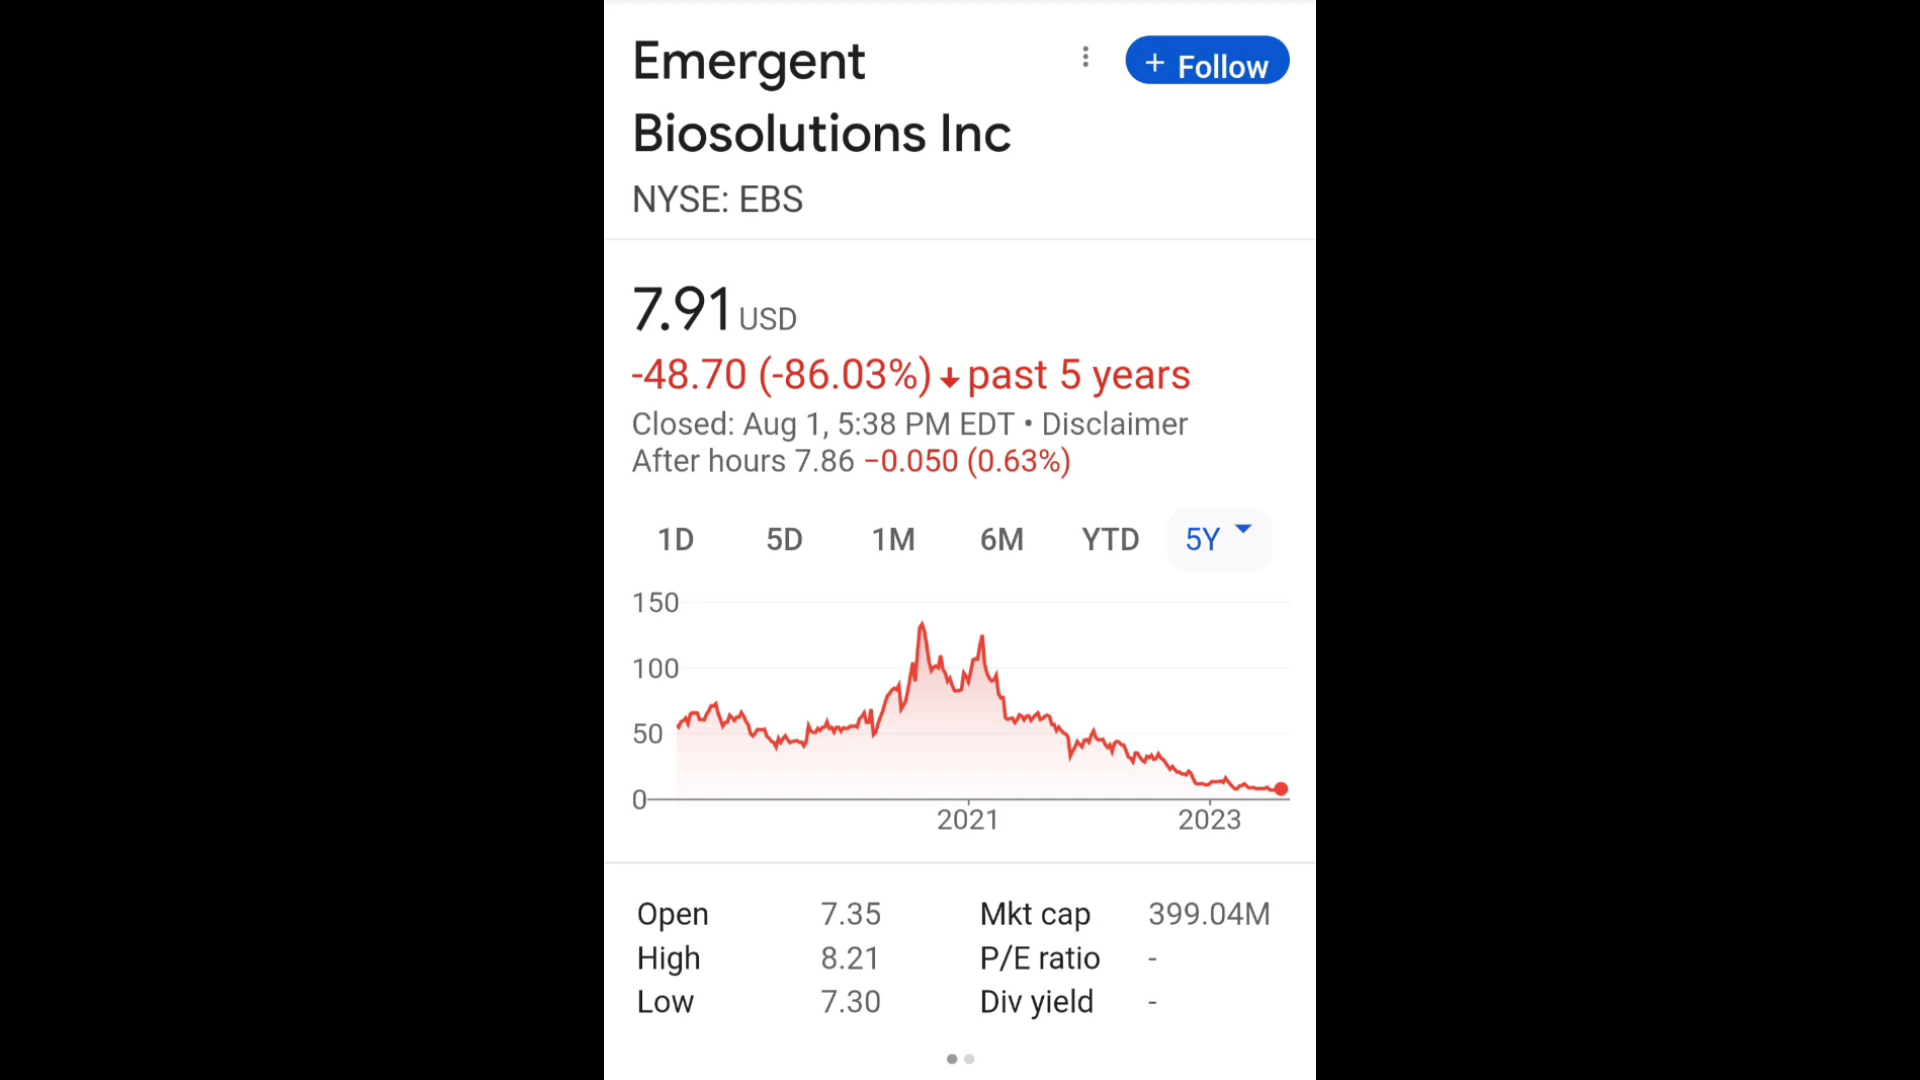 Emergent
Biosolutions Inc
+ Follow
NYSE: EBS
7.91 USD
-48.70 (-86.03%) ↓ past 5 years
Closed: Aug 1, 5:38 PM EDT • Disclaimer
After hours 7.86 −0.050 (0.63%)
1D 5D 1M 6M YTD 5Y
150
100
50
0
2021 2023
Open 7.35 Mkt cap 399.04M
High 8.21 P/E ratio -
Low 7.30 Div yield -